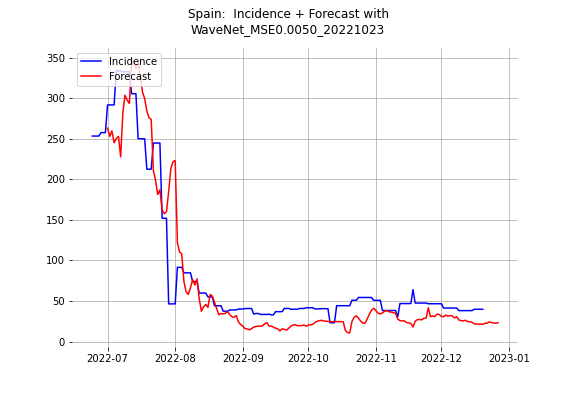 Spain:  Incidence + Forecast with
WaveNet_MSE0.0050_20221023
Incidence
Forecast
350
300
250
200
150
100
50
0
2022-07 2022-08 2022-09 2022-10 2022-11 2022-12 2023-01